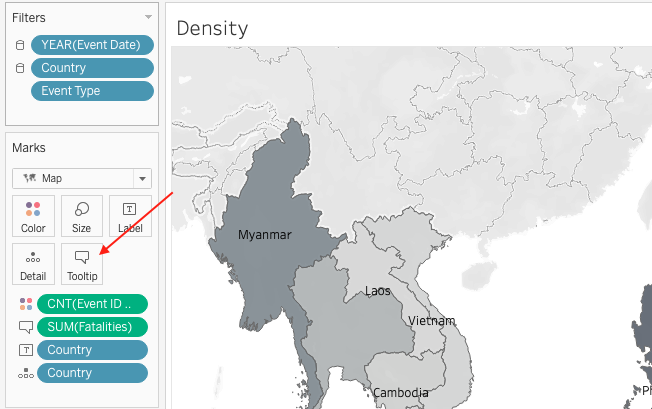 Filters
YEAR(Event Date)
Country
Event Type
Marks
Map
Color
Size
T
Label
Detail
Tooltip
CNT(Event ID ..
SUM(Fatalities)
T
Country
Country
Density
Myanmar
Laos
Vietnam
Cambodia